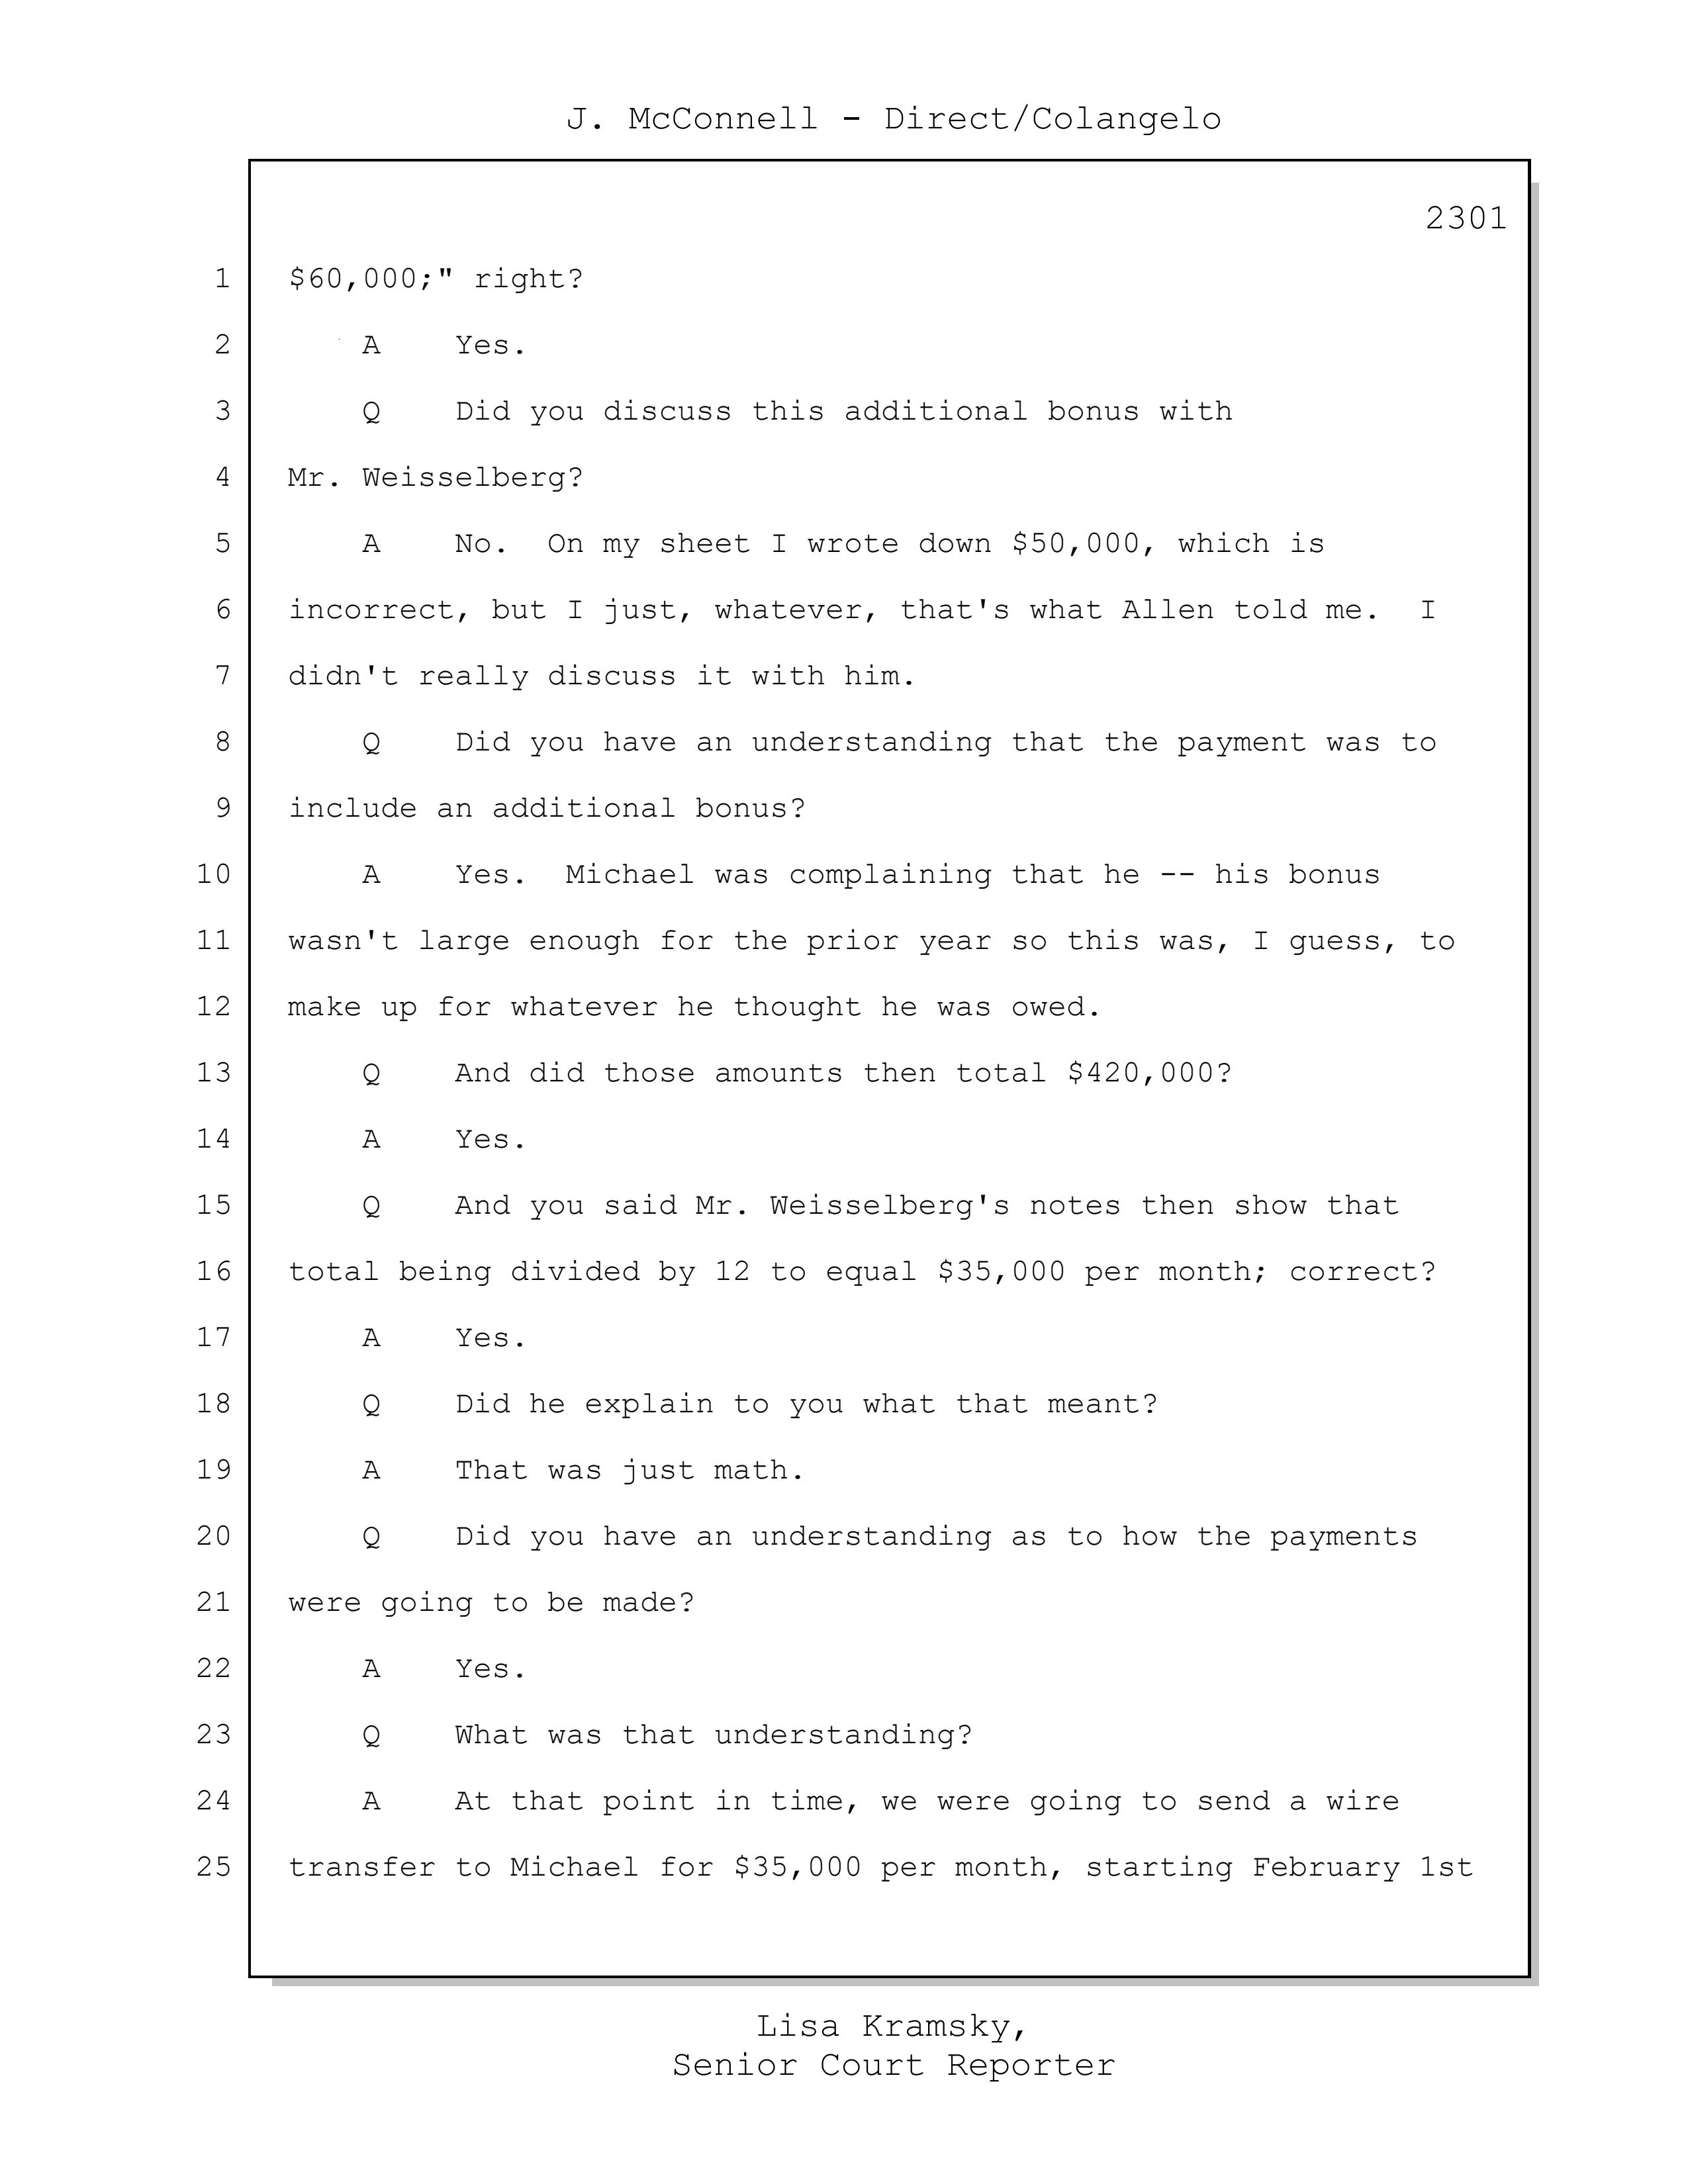 J. McConnell - Direct/Colangelo
2301
1 $60,000;" right?
2 A Yes.
3 Q Did you discuss this additional bonus with
4 Mr. Weisselberg?
5 A No. On my sheet I wrote down $50,000, which is
6 incorrect, but I just, whatever, that's what Allen told me. I
7 didn't really discuss it with him.
8 Q Did you have an understanding that the payment was to
9 include an additional bonus?
10 A Yes. Michael was complaining that he -- his bonus
11 wasn't large enough for the prior year so this was, I guess, to
12 make up for whatever he thought he was owed.
13 Q And did those amounts then total $420,000?
14 A Yes.
15 Q And you said Mr. Weisselberg's notes then show that
16 total being divided by 12 to equal $35,000 per month; correct?
17 A Yes.
18 Q Did he explain to you what that meant?
19 A That was just math.
20 Q Did you have an understanding as to how the payments
21 were going to be made?
22 A Yes.
23 Q What was that understanding?
24 A At that point in time, we were going to send a wire
25 transfer to Michael for $35,000 per month, starting February 1st
Lisa Kramsky,
Senior Court Reporter